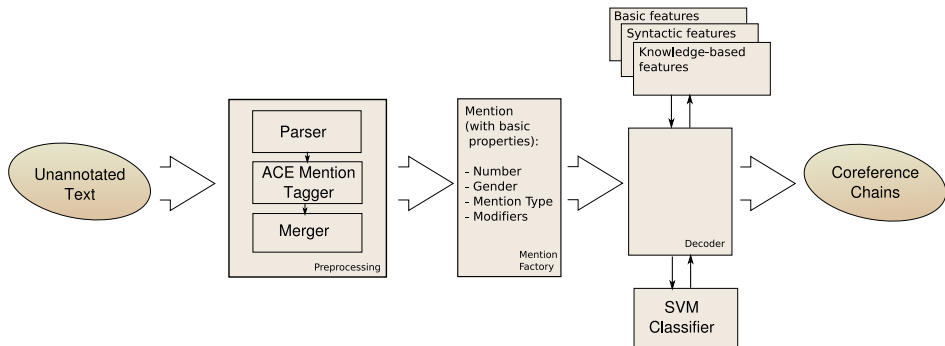 Basic features
Syntactic features
Knowledge-based
features
Unannotated
Text
Parser
ACE Mention
Tagger
Merger
Preprocessing
Mention
(with basic
properties):
- Number
- Gender
- Mention Type
- Modifiers
Mention
Factory
Decoder
SVM
Classifier
Coreference
Chains